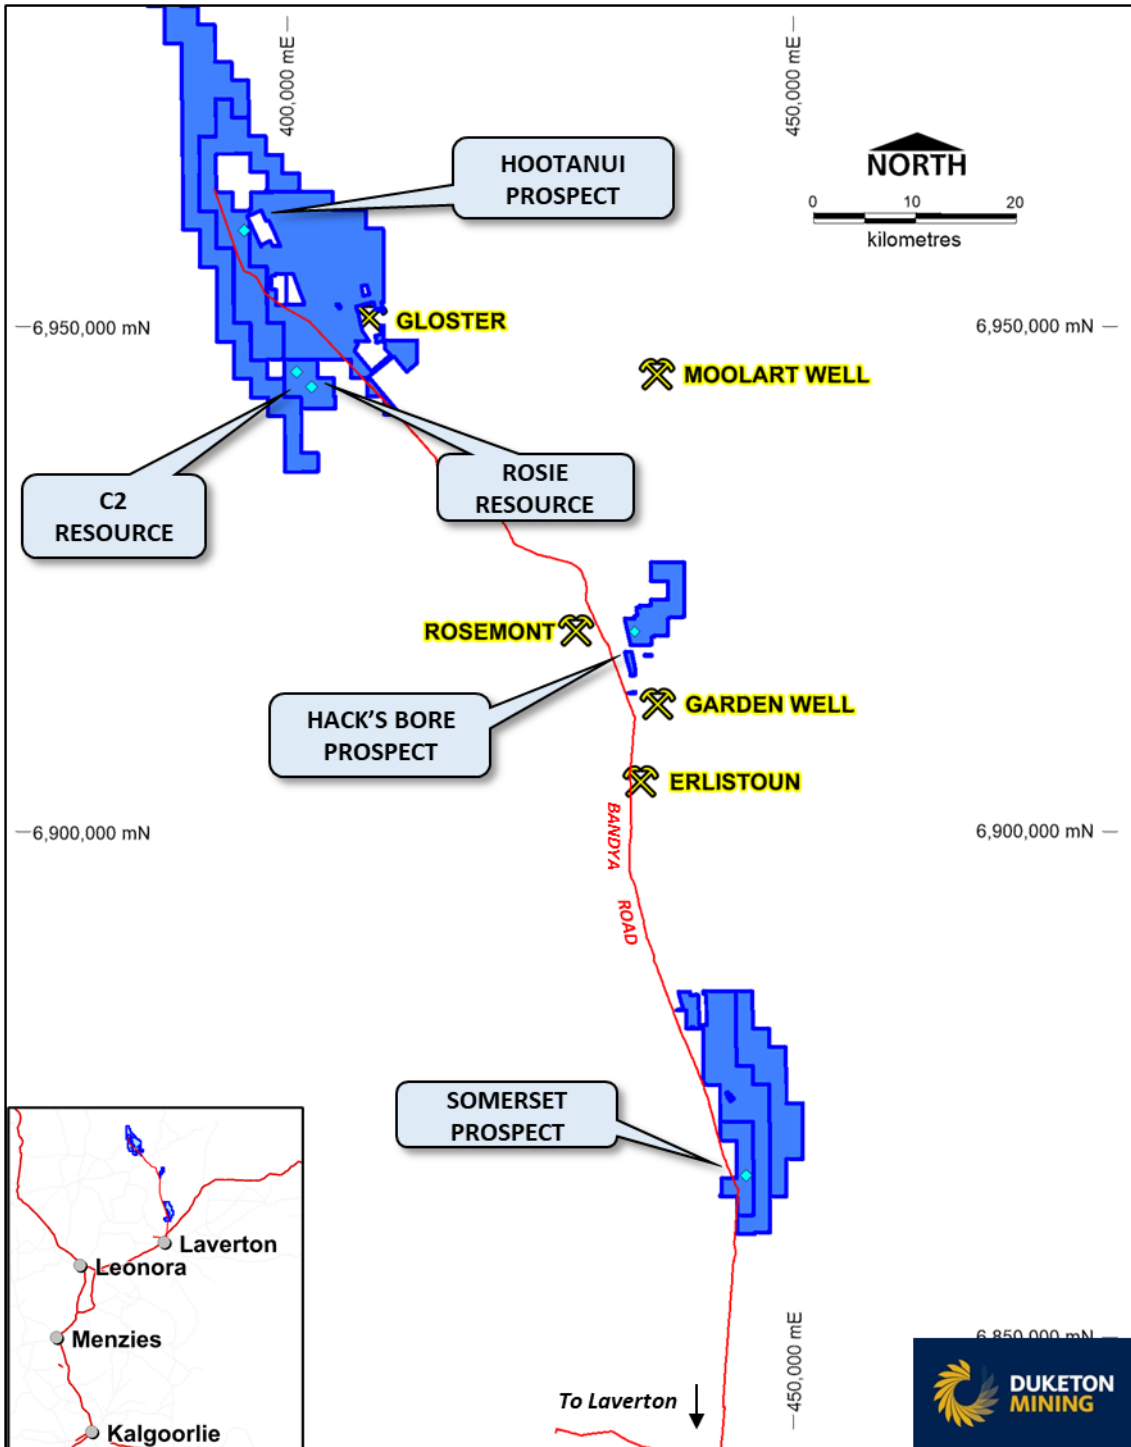 400,000 mE
450,000 mE
HOOTANUI
PROSPECT
NORTH
0 10 20
kilometres
6,950,000 mN
6,950,000 mN
GLOSTER
MOOLART WELL
C2
RESOURCE
ROSIE
RESOURCE
ROSEMONT
HACK'S BORE
PROSPECT
GARDEN WELL
ERLISTOUN
BANDYA
ROAD
6,900,000 mN
6,900,000 mN
SOMERSET
PROSPECT
Laverton
Leonora
Menzies
Kalgoorlie
To Laverton
450,000 mE
6,850,000 mN
DUKETON
MINING